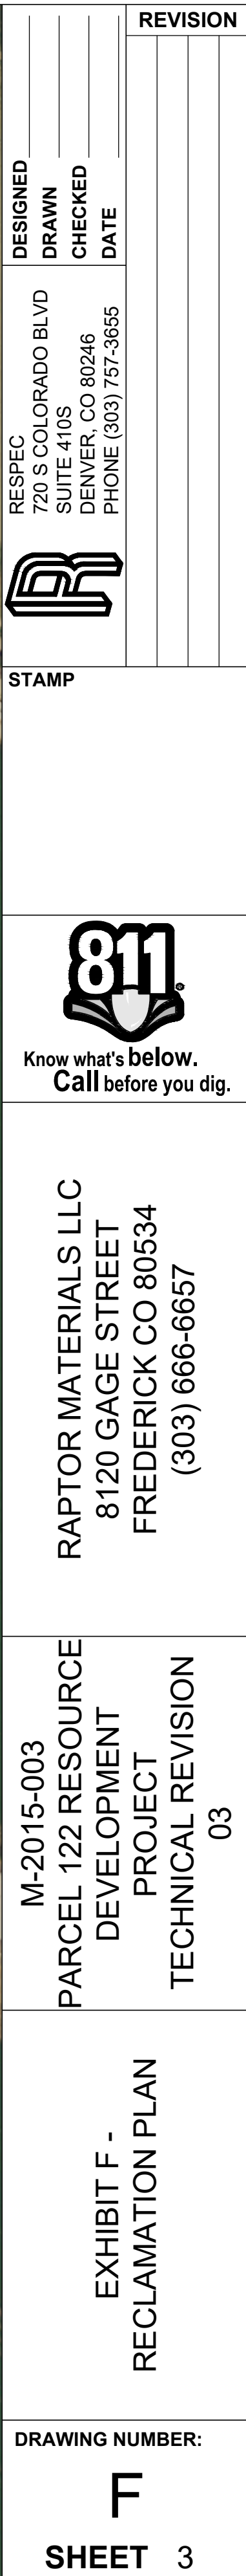 REVISION
DESIGNED
DRAWN
CHECKED
DATE
RESPEC
720 S COLORADO BLVD
SUITE 410S
DENVER, CO 80246
PHONE (303) 757-3655
STAMP
811
Know what's below.
Call before you dig.
RAPTOR MATERIALS LLC
8120 GAGE STREET
FREDERICK CO 80534
(303) 666-6657
M-2015-003
PARCEL 122 RESOURCE
DEVELOPMENT
PROJECT
TECHNICAL REVISION
03
EXHIBIT F -
RECLAMATION PLAN
DRAWING NUMBER:
F
SHEET 3